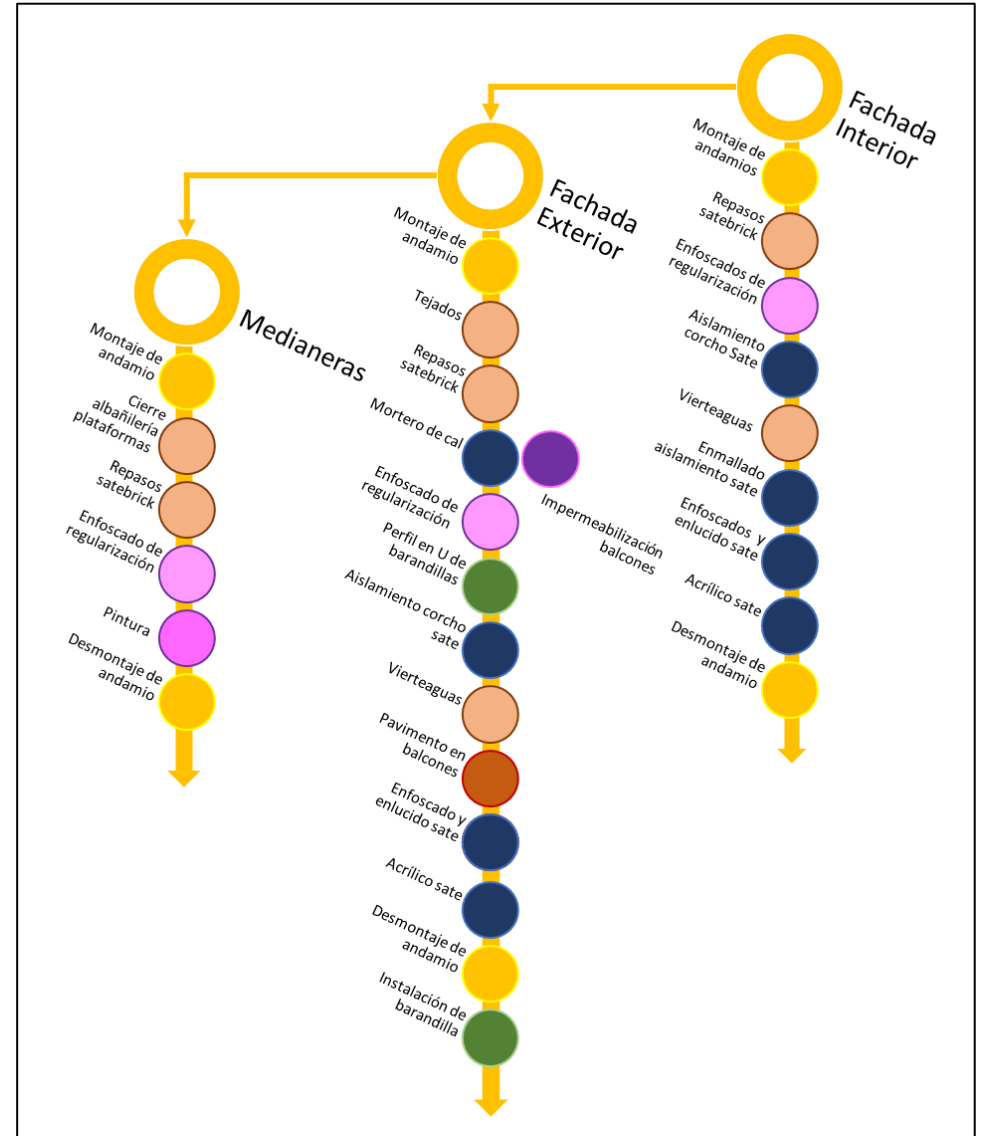 Fachada
Interior
Montaje de
andamios
Repasos
satebrick
Enfoscados de
regularización
Aislamiento
corcho Sate
Vierteaguas
Enmallado
aislamiento sate
Enfoscados y
enlucido sate
Acrílico sate
Desmontaje de
andamio
Fachada
Exterior
Montaje de
andamio
Tejados
Repasos
satebrick
Mortero de cal
Impermeabilización
balcones
Enfoscado de
regularización
Perfil en U de
barandillas
Aislamiento corcho
sate
Vierteaguas
Pavimento en
balcones
Enfoscado y
enlucido sate
Acrílico sate
Desmontaje de
andamio
Instalación de
barandilla
Medianeras
Montaje de
andamio
Cierre
albañilería
plataformas
Repasos
satebrick
Enfoscado de
regularización
Pintura
Desmontaje de
andamio